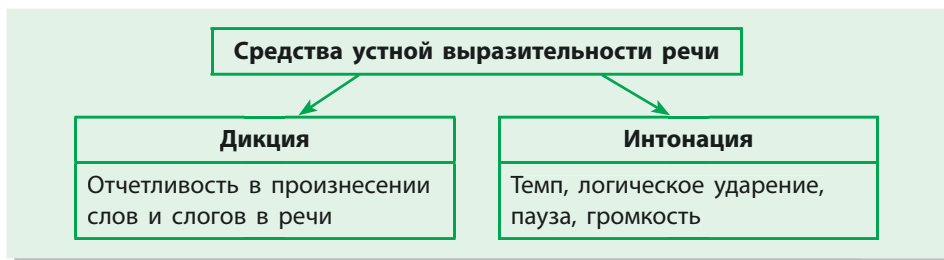 Средства устной выразительности речи
Дикция
Отчетливость в произнесении
слов и слогов в речи
Интонация
Темп, логическое ударение,
пауза, громкость